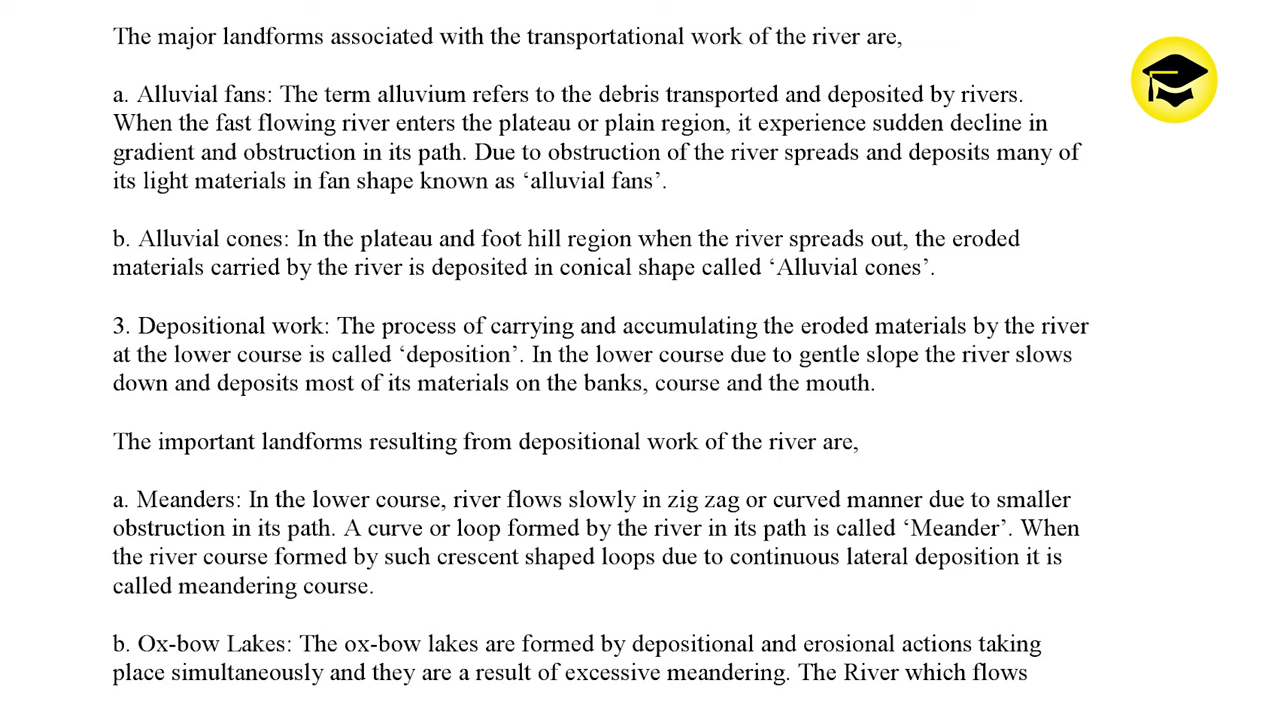 The major landforms associated with the transportational work of the river are,
a. Alluvial fans: The term alluvium refers to the debris transported and deposited by rivers.
When the fast flowing river enters the plateau or plain region, it experience sudden decline in
gradient and obstruction in its path. Due to obstruction of the river spreads and deposits many of
its light materials in fan shape known as ‘alluvial fans’.
b. Alluvial cones: In the plateau and foot hill region when the river spreads out, the eroded
materials carried by the river is deposited in conical shape called ‘Alluvial cones’.
3. Depositional work: The process of carrying and accumulating the eroded materials by the river
at the lower course is called ‘deposition’. In the lower course due to gentle slope the river slows
down and deposits most of its materials on the banks, course and the mouth.
The important landforms resulting from depositional work of the river are,
a. Meanders: In the lower course, river flows slowly in zig zag or curved manner due to smaller
obstruction in its path. A curve or loop formed by the river in its path is called ‘Meander’. When
the river course formed by such crescent shaped loops due to continuous lateral deposition it is
called meandering course.
b. Ox-bow Lakes: The ox-bow lakes are formed by depositional and erosional actions taking
place simultaneously and they are a result of excessive meandering. The River which flows